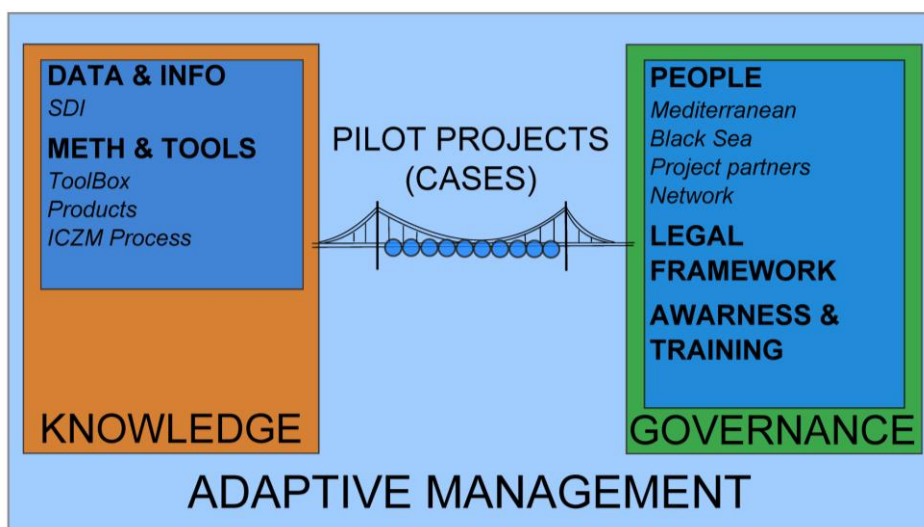 DATA & INFO
SDI
METH & TOOLS
ToolBox
Products
ICZM Process
KNOWLEDGE
PILOT PROJECTS
(CASES)
PEOPLE
Mediterranean
Black Sea
Project partners
Network
LEGAL
FRAMEWORK
AWARNESS &
TRAINING
GOVERNANCE
ADAPTIVE MANAGEMENT